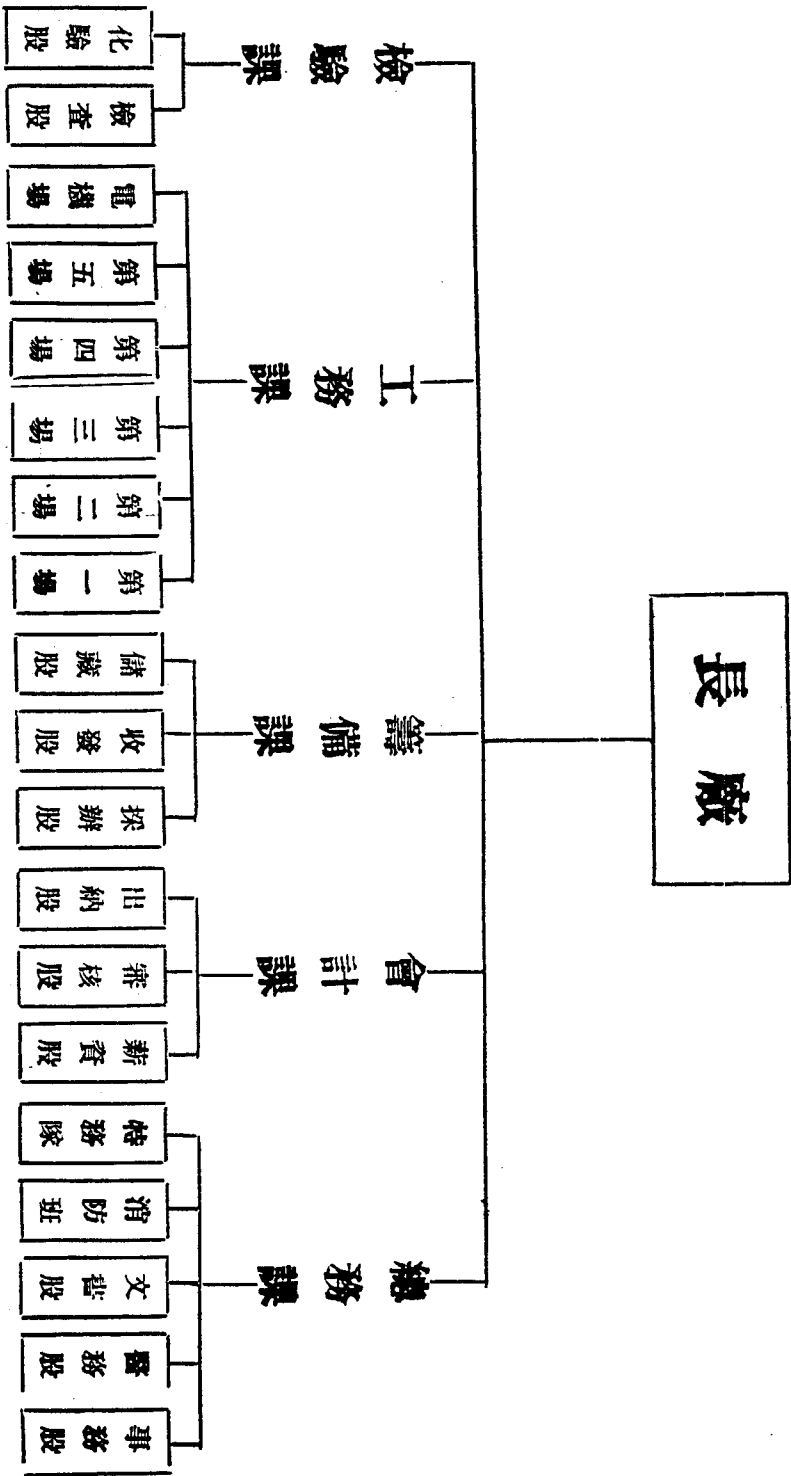 廠長
總務課
會計課
籌備課
工務課
檢驗課
事務股
醫務股
文書股
消防班
特務隊
薪資股
審核股
出納股
採辦股
收發股
儲藏股
第一場
第二場
第三場
第四場
第五場
電機場
檢查股
化驗股